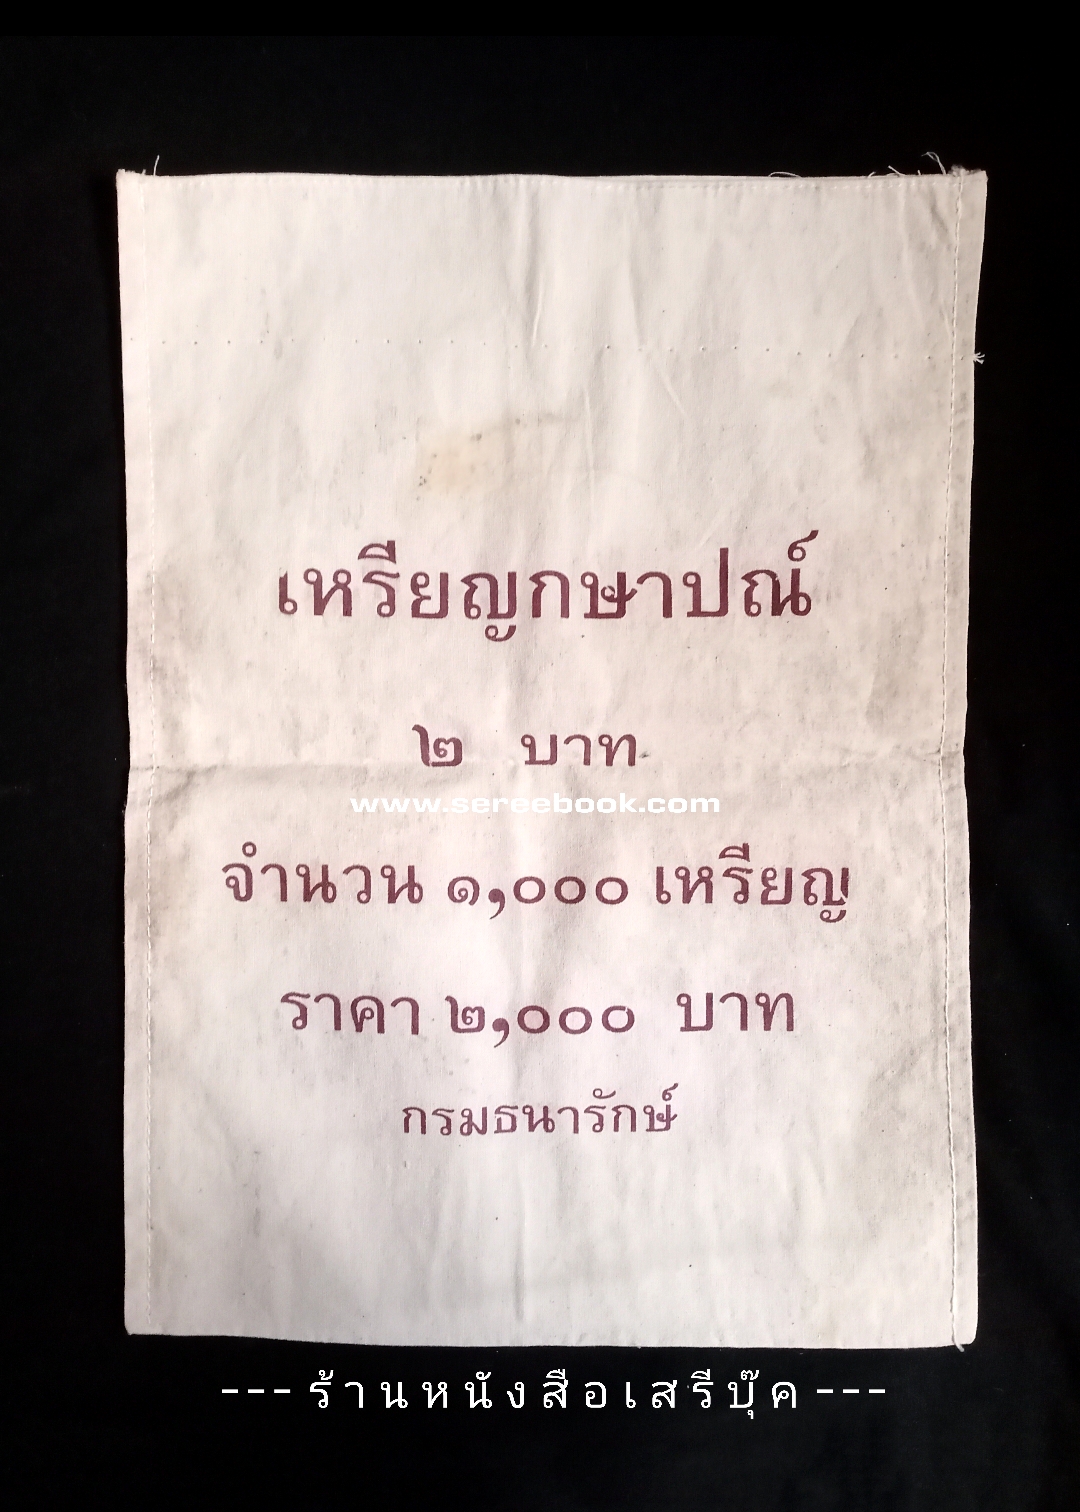 เหรียญกษาปณ์
๒ บาท
www.sereebook.com
จำนวน ๑,๐๐๐ เหรียญ
ราคา ๒,๐๐๐ บาท
กรมธนารักษ์
--- ร้านหนังสือเสรีบุ๊ค ---